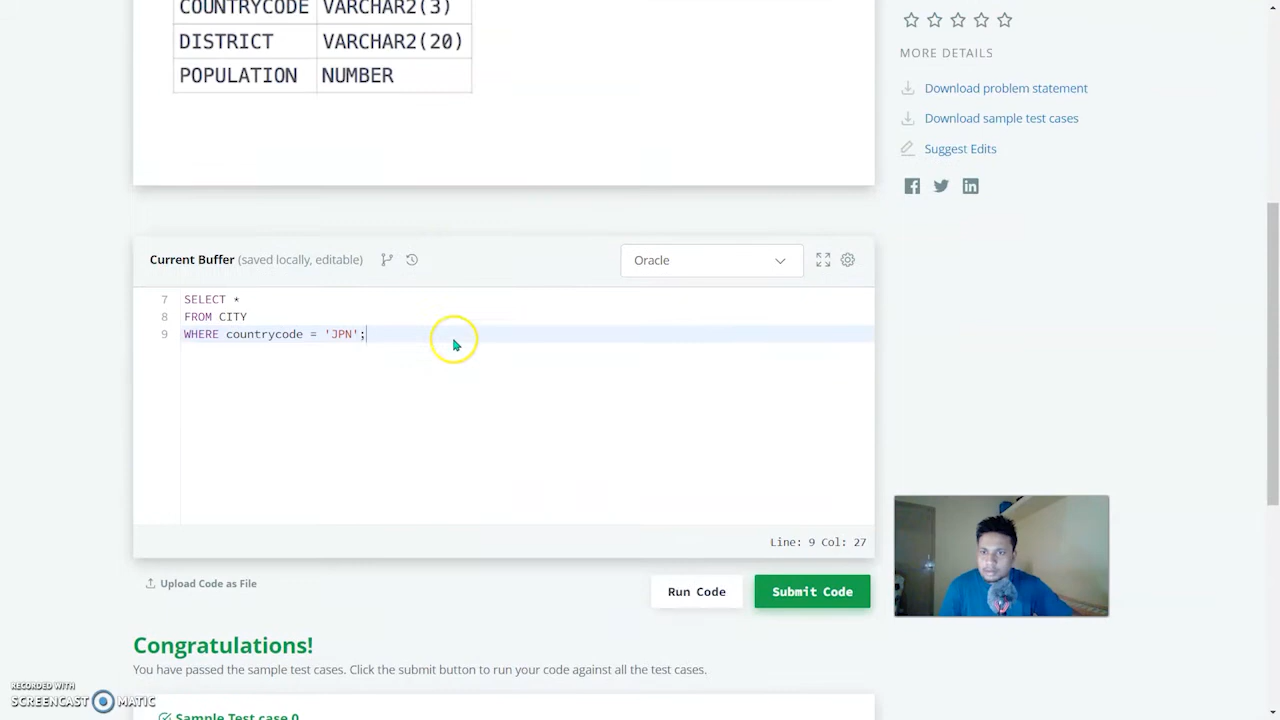 COUNTRYCODE VARCHAR2(3)
DISTRICT VARCHAR2(20)
POPULATION NUMBER
MORE DETAILS
Download problem statement
Download sample test cases
Suggest Edits
Current Buffer (saved locally, editable)
Oracle
7 SELECT *
8 FROM CITY
9 WHERE countrycode = 'JPN';
Line: 9 Col: 27
Upload Code as File
Run Code
Submit Code
Congratulations!
You have passed the sample test cases. Click the submit button to run your code against all the test cases.
Sample Test case 0
RECORDED WITH
SCREENCAST MATIC